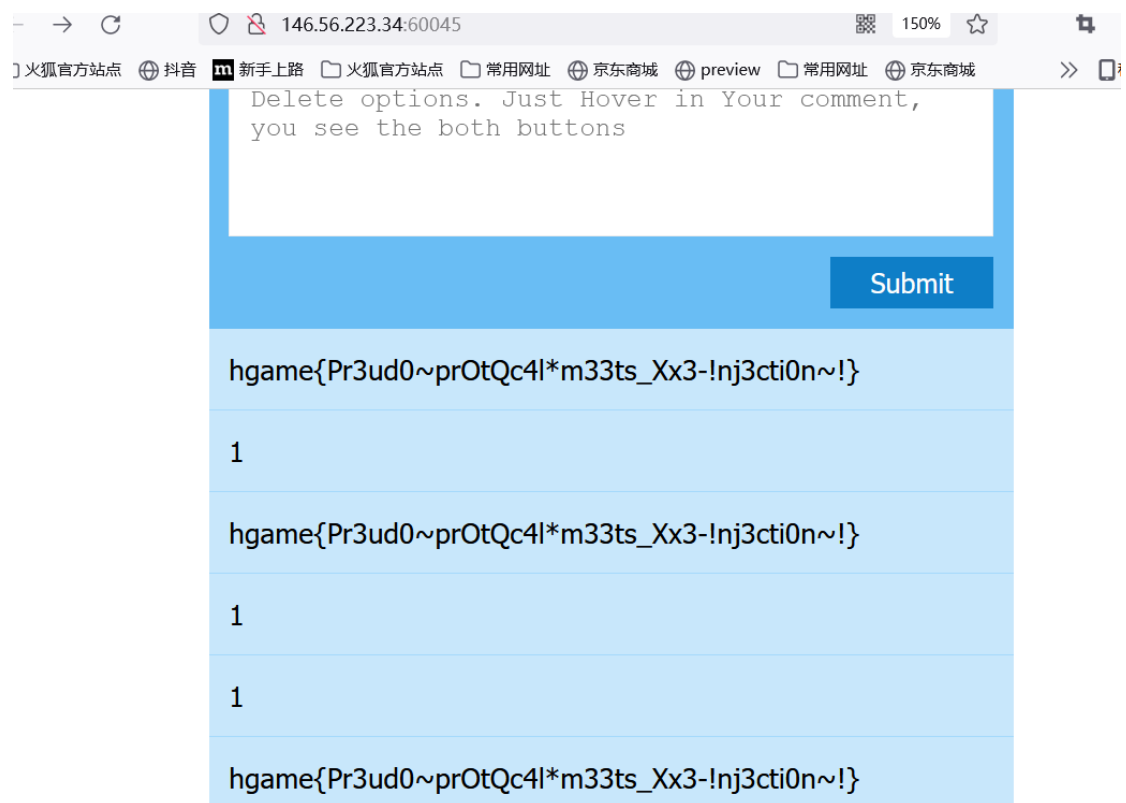 146.56.223.34:60045 150%
火狐官方站点 抖音 新手上路 火狐官方站点 常用网址 京东商城 preview 常用网址 京东商城
Delete options. Just Hover in Your comment,
you see the both buttons
Submit
hgame{Pr3ud0~prOtQc4l*m33ts_Xx3-!nj3cti0n~!}
1
hgame{Pr3ud0~prOtQc4l*m33ts_Xx3-!nj3cti0n~!}
1
1
hgame{Pr3ud0~prOtQc4l*m33ts_Xx3-!nj3cti0n~!}